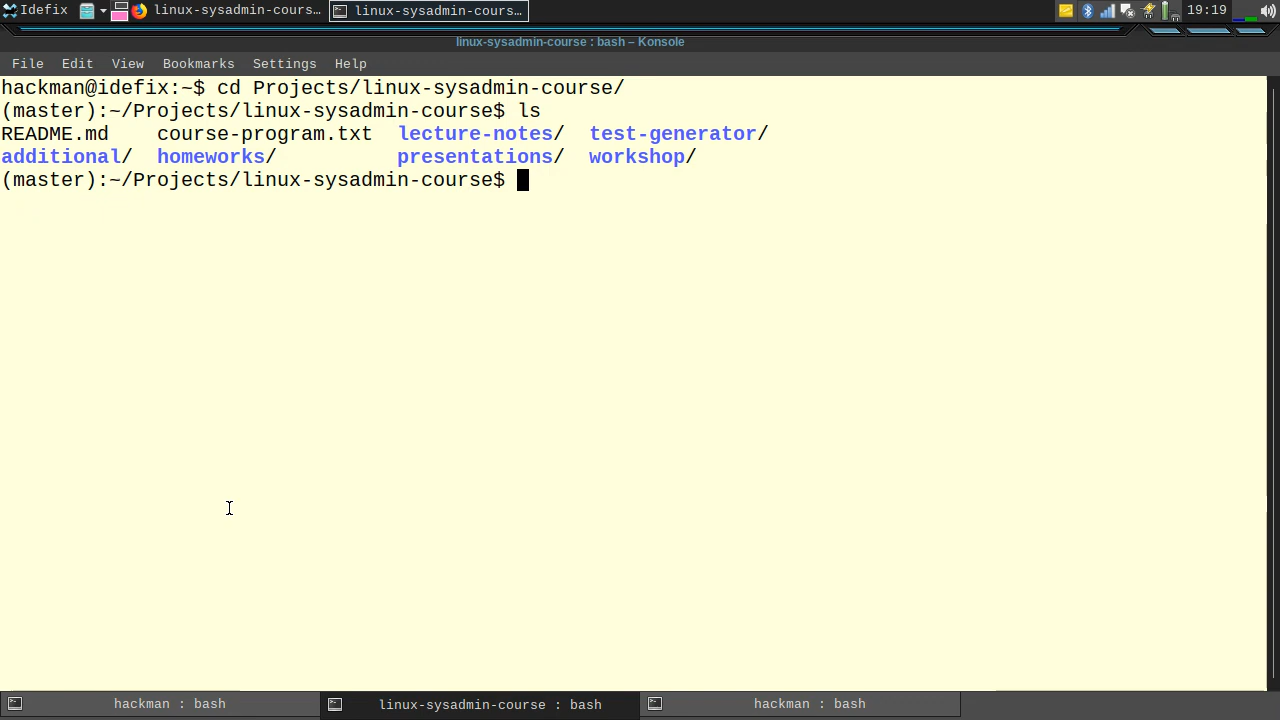 Idefix linux-sysadmin-cours... linux-sysadmin-cours... 19:19
linux-sysadmin-course : bash – Konsole
File Edit View Bookmarks Settings Help
hackman@idefix:~$ cd Projects/linux-sysadmin-course/
(master):~/Projects/linux-sysadmin-course$ ls
README.md course-program.txt lecture-notes/ test-generator/
additional/ homeworks/ presentations/ workshop/
(master):~/Projects/linux-sysadmin-course$
hackman : bash linux-sysadmin-course : bash hackman : bash